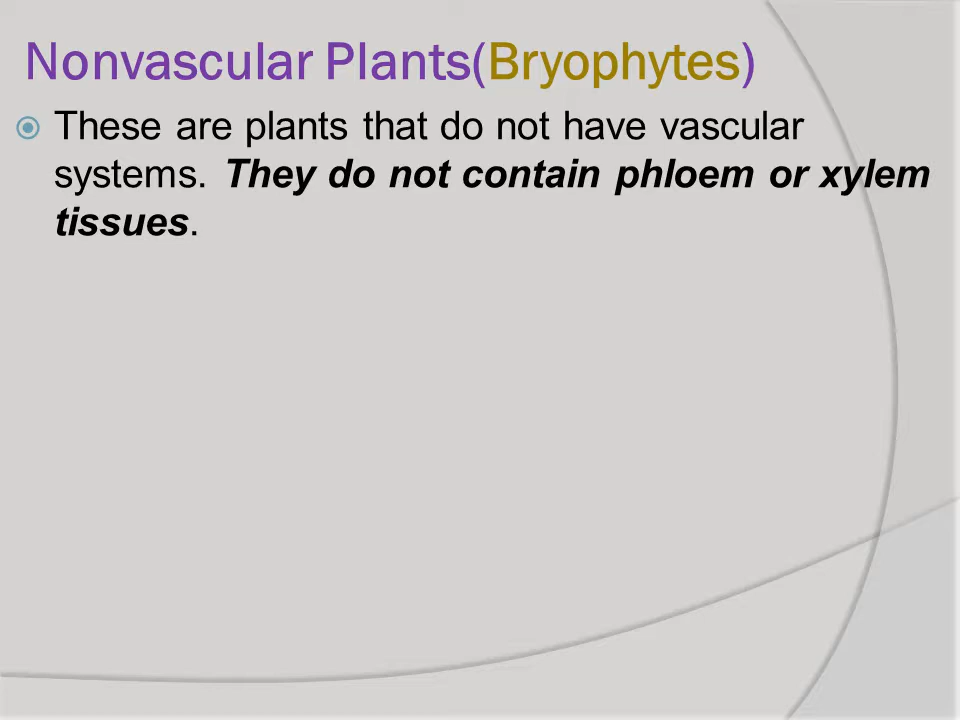 Nonvascular Plants(Bryophytes)
These are plants that do not have vascular
systems. They do not contain phloem or xylem
tissues.